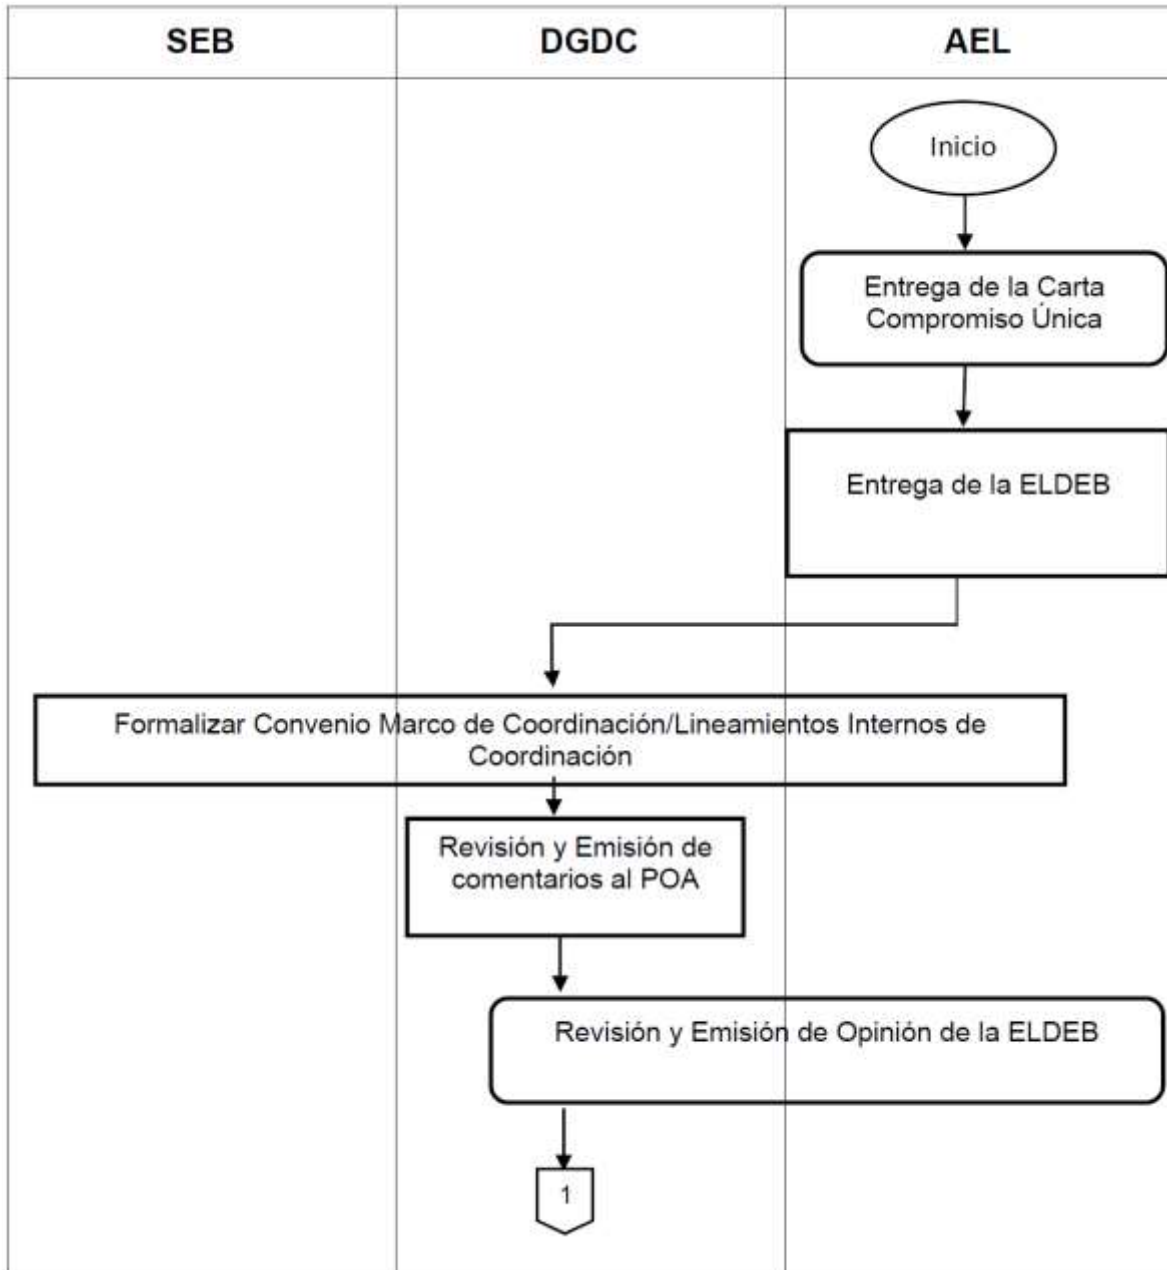 SEB
DGDC
AEL
Inicio
Entrega de la Carta
Compromiso Única
Entrega de la ELDEB
Formalizar Convenio Marco de Coordinación/Lineamientos Internos de
Coordinación
Revisión y Emisión de
comentarios al POA
Revisión y Emisión de Opinión de la ELDEB
1